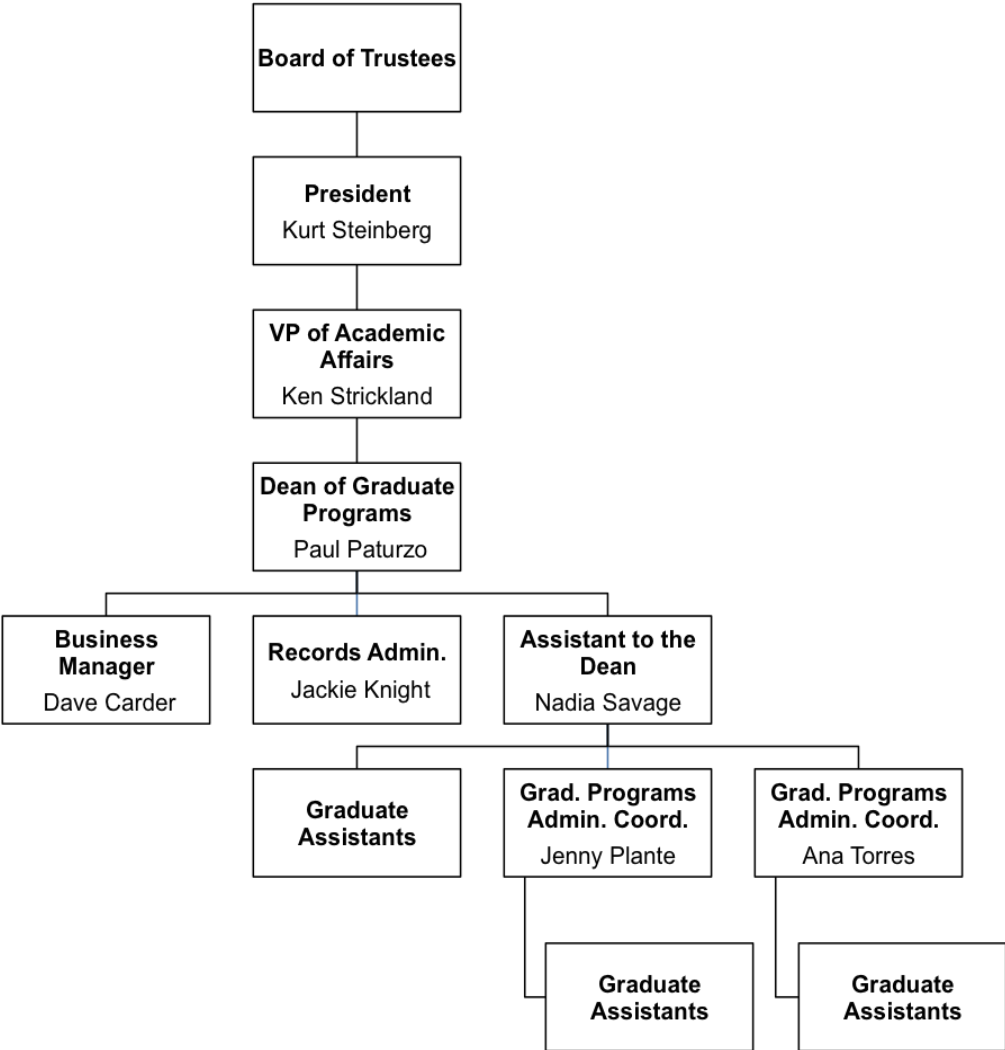 Board of Trustees
President
Kurt Steinberg
VP of Academic
Affairs
Ken Strickland
Dean of Graduate
Programs
Paul Paturzo
Business
Manager
Dave Carder
Records Admin.
Jackie Knight
Assistant to the
Dean
Nadia Savage
Graduate
Assistants
Grad. Programs
Admin. Coord.
Jenny Plante
Grad. Programs
Admin. Coord.
Ana Torres
Graduate
Assistants
Graduate
Assistants